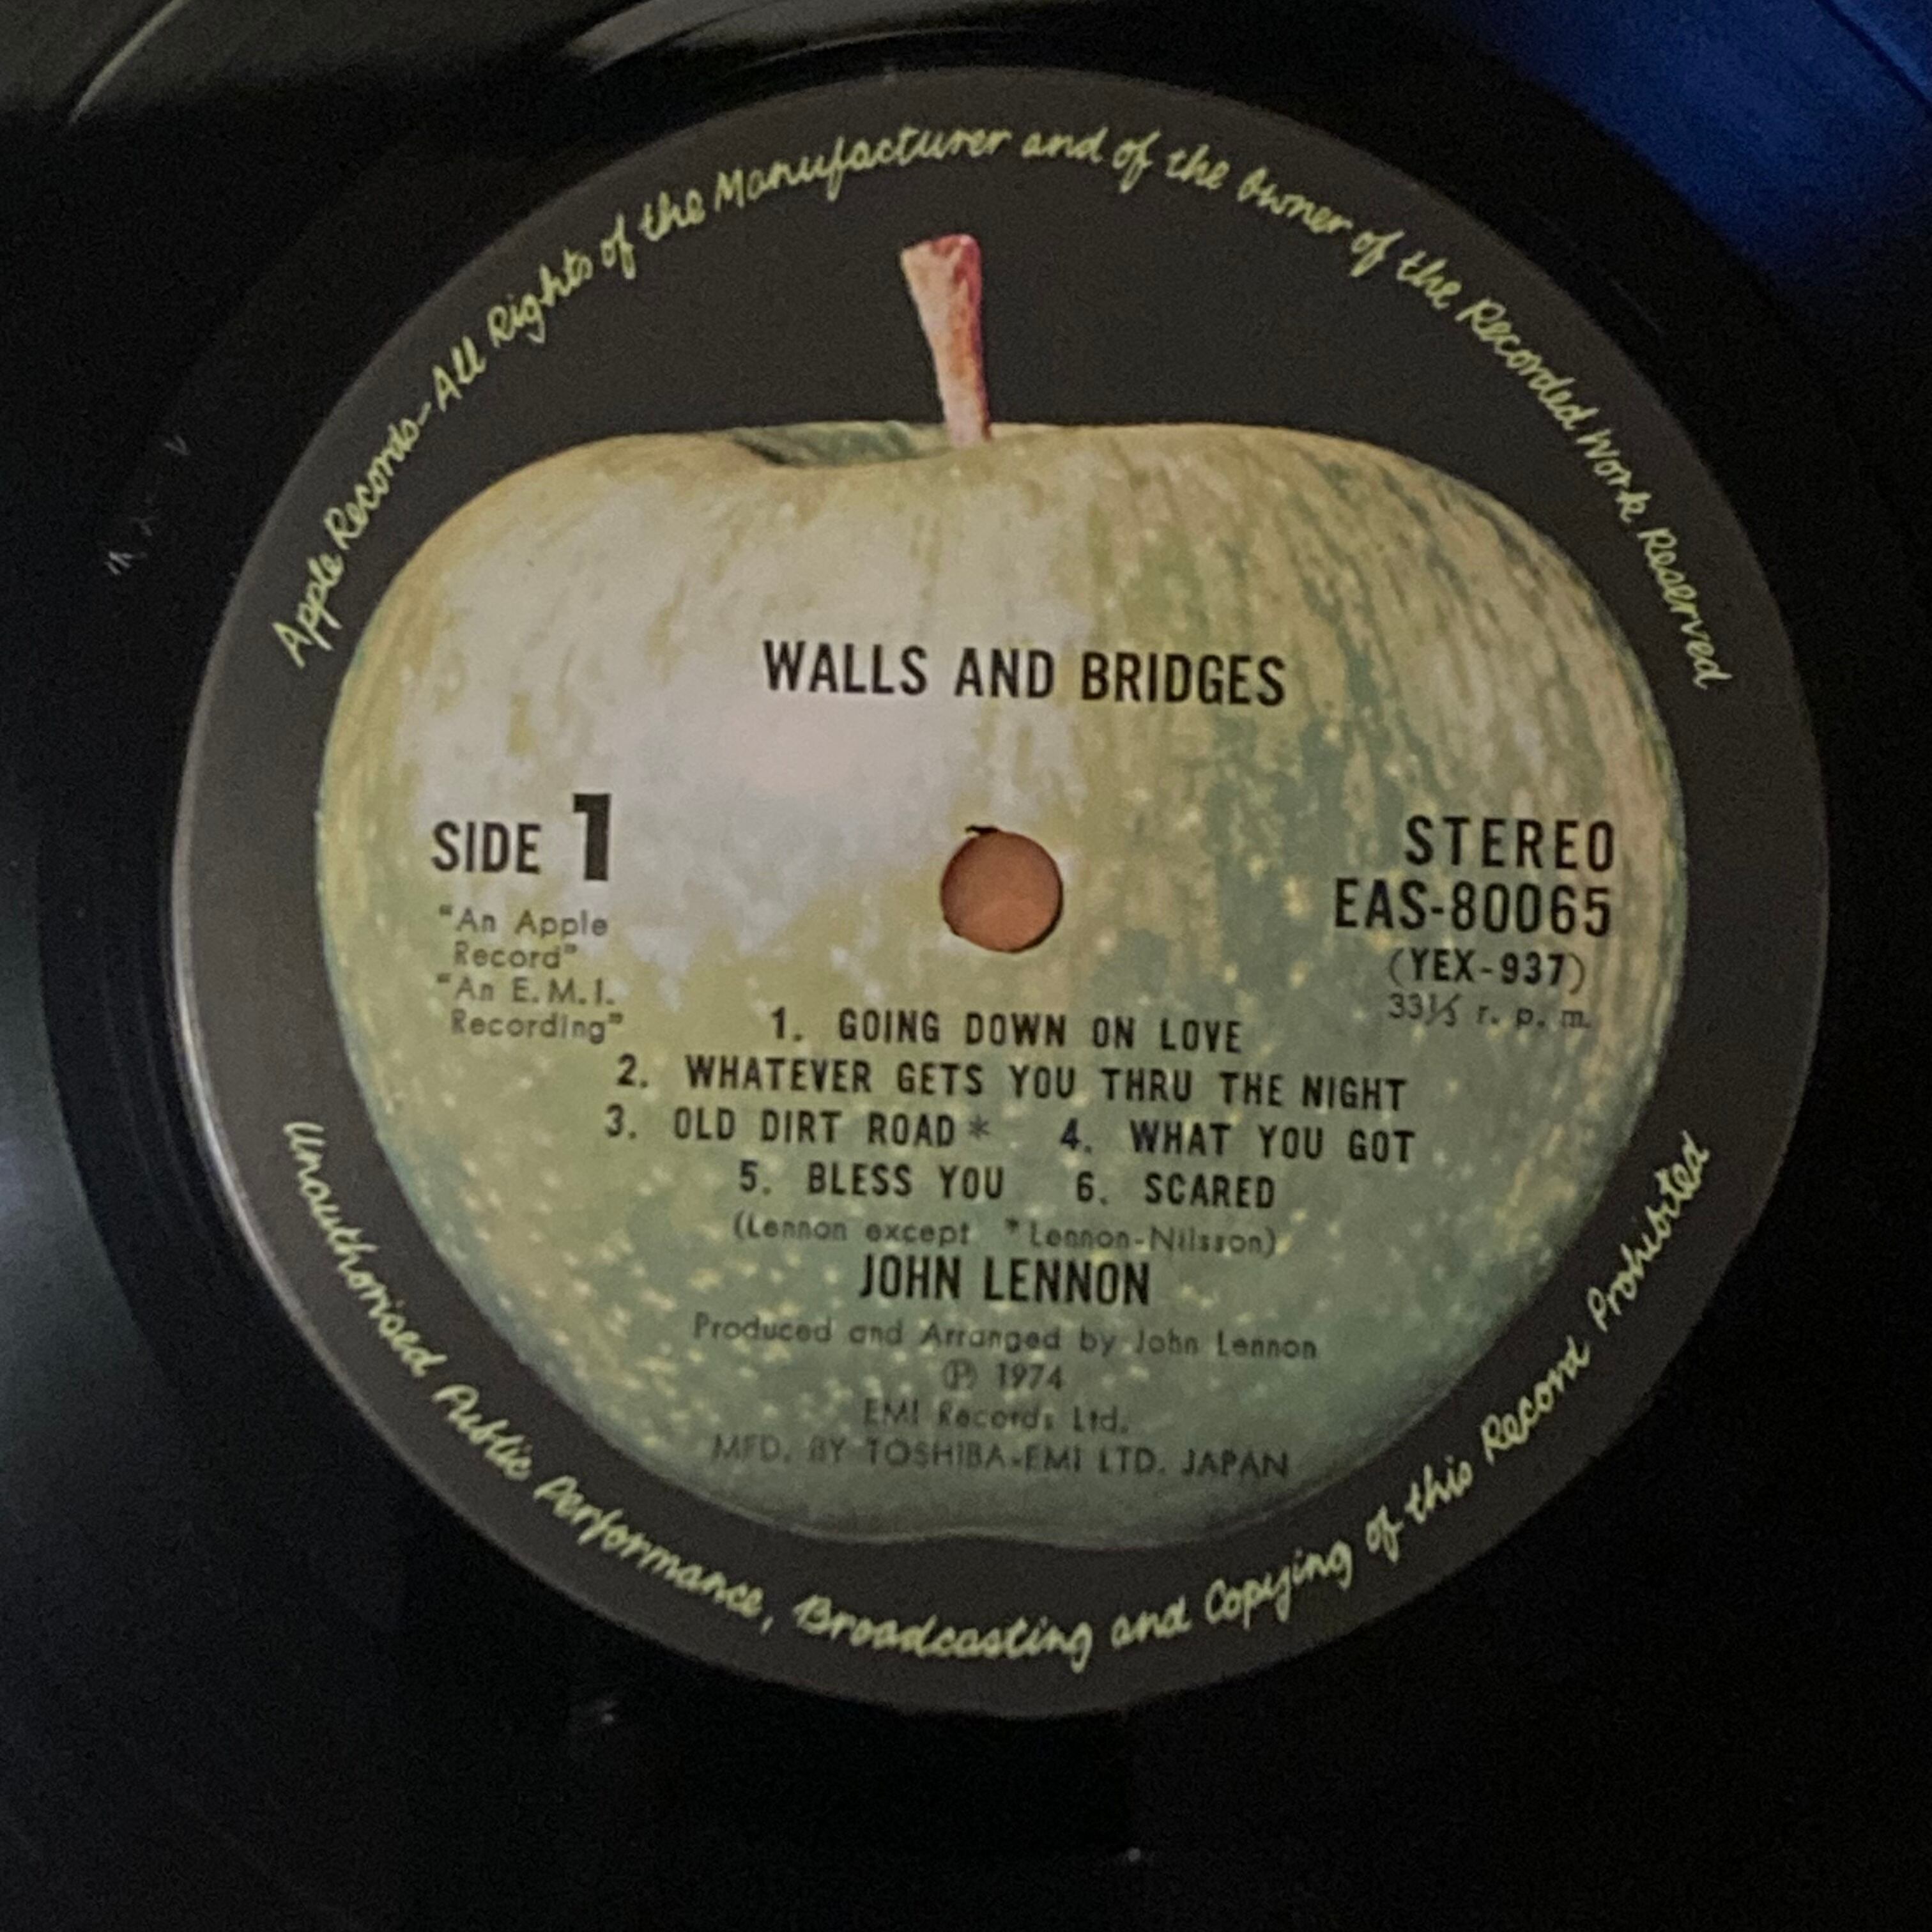 Apple Records-All Rights of the Manufacturer and of the Owner of the Recorded Work Reserved
WALLS AND BRIDGES
SIDE 1
"An Apple
Record"
"An E.M.I.
Recording"
STEREO
EAS-80065
(YEX-937)
33⅓ r. p. m.
1. GOING DOWN ON LOVE
2. WHATEVER GETS YOU THRU THE NIGHT
3. OLD DIRT ROAD* 4. WHAT YOU GOT
5. BLESS YOU 6. SCARED
(Lennon except *Lennon-Nilsson)
JOHN LENNON
Produced and Arranged by John Lennon
℗ 1974
EMI Records Ltd.
MFD. BY TOSHIBA-EMI LTD. JAPAN
Unauthorised Public Performance, Broadcasting and Copying of this Record Prohibited